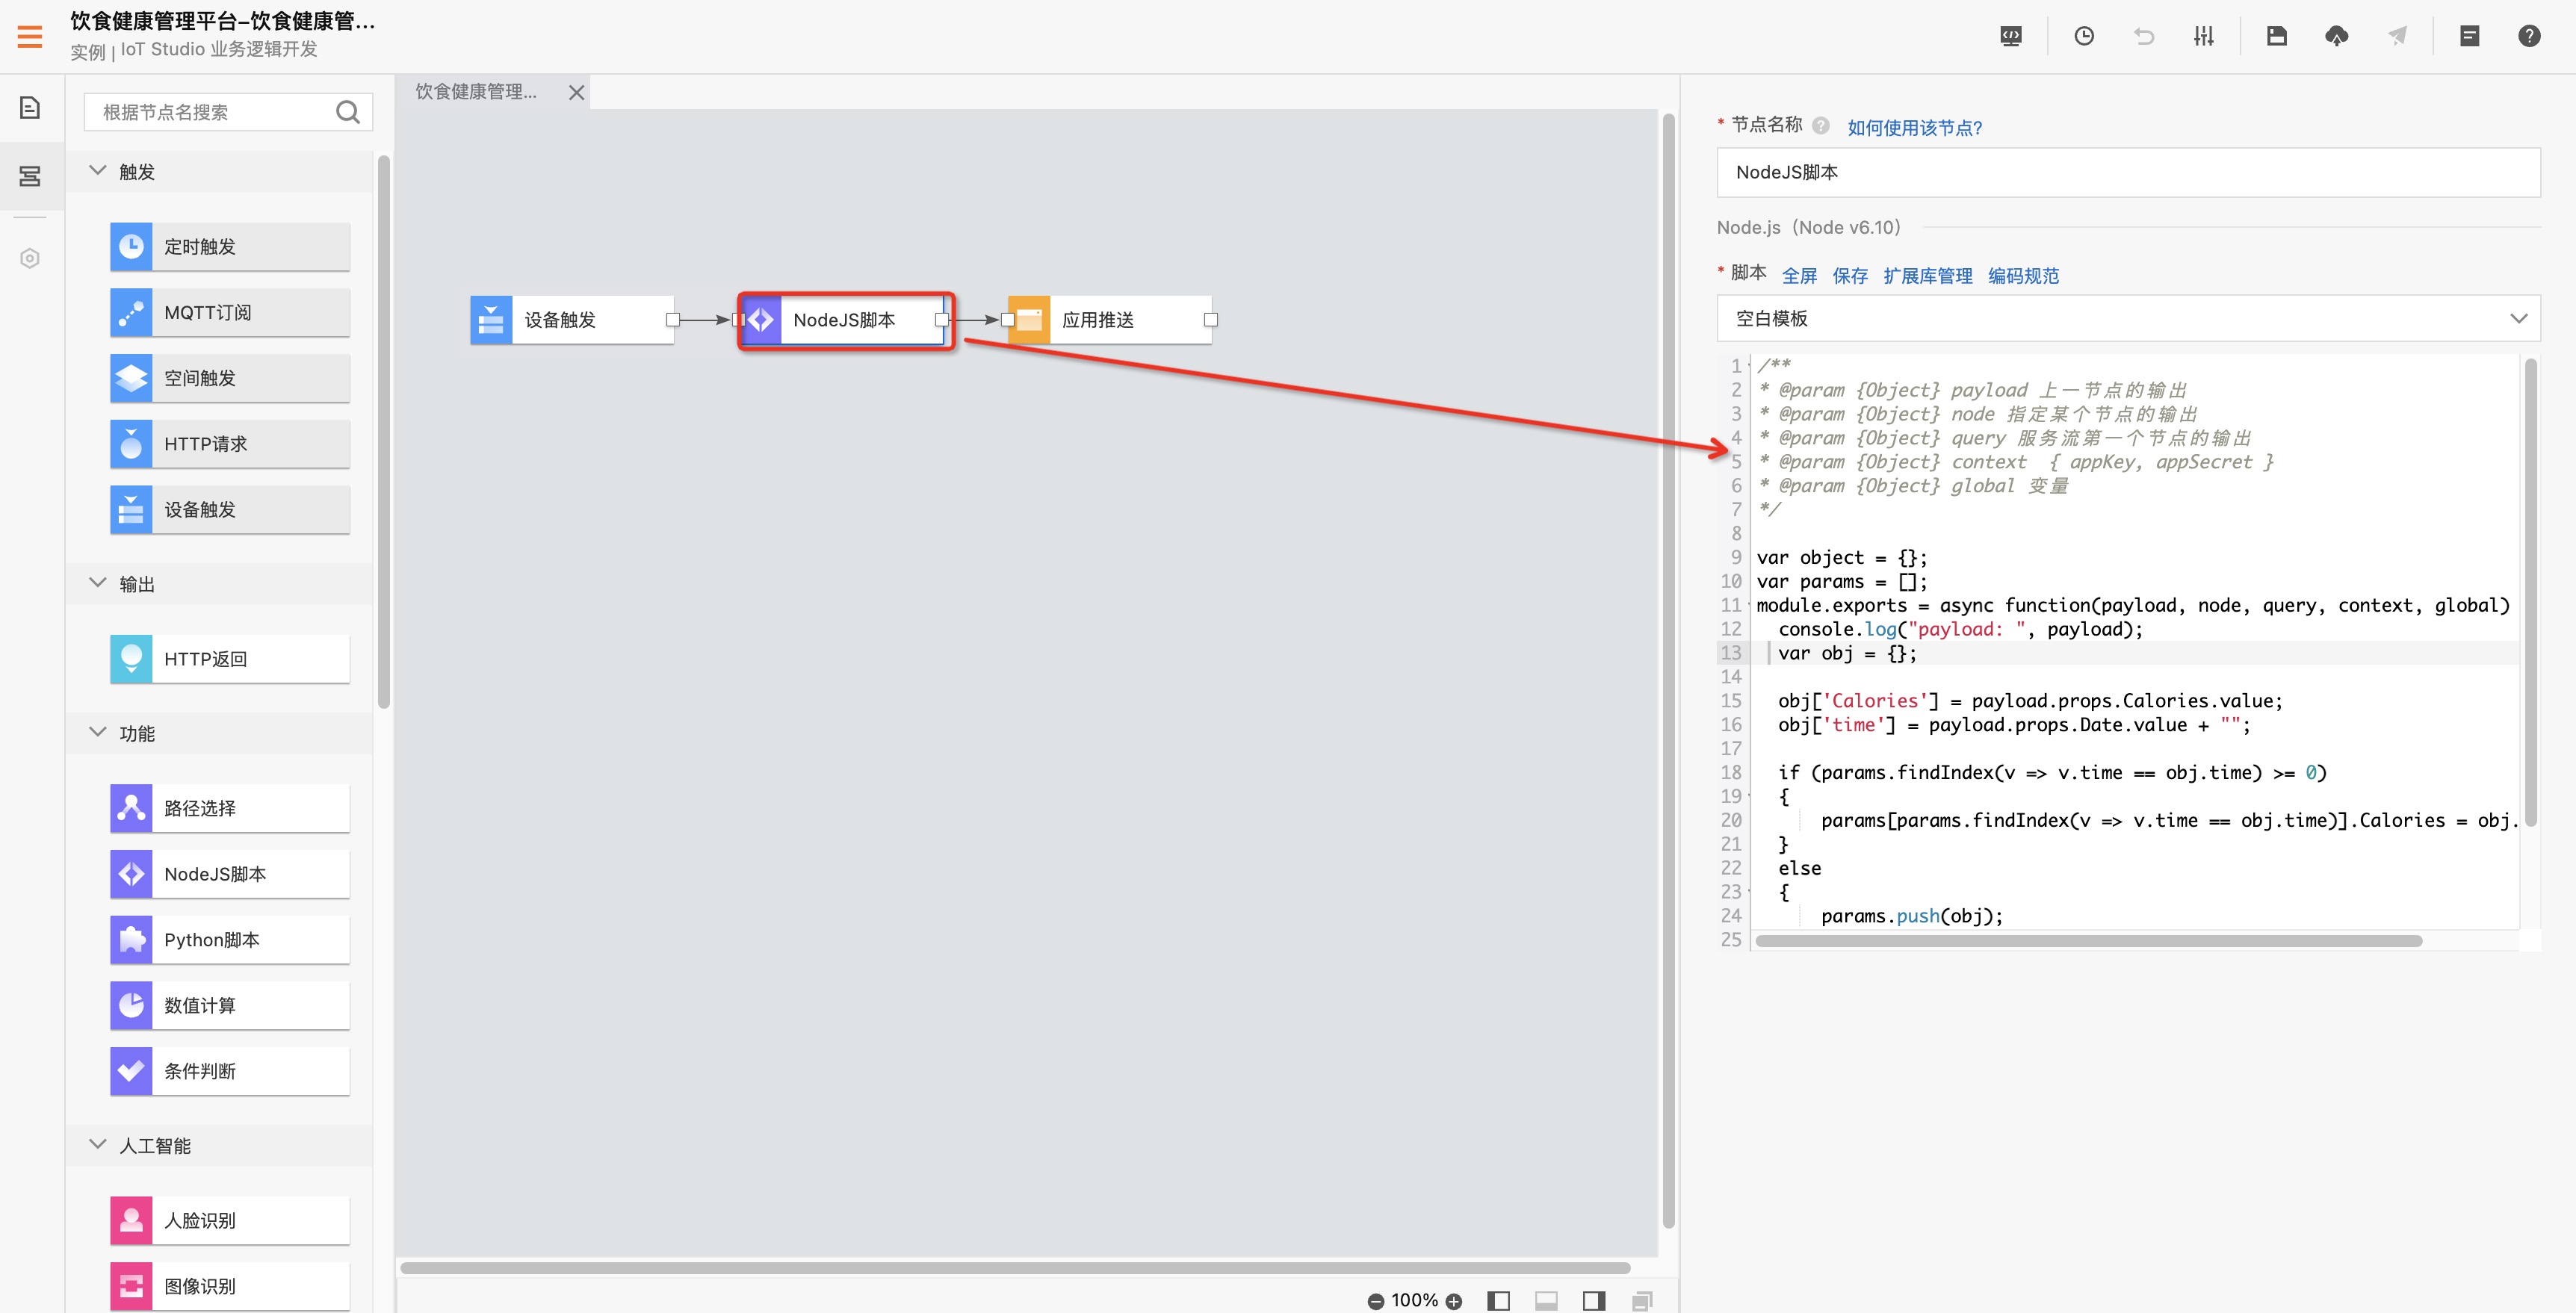 饮食健康管理平台–饮食健康管...
实例 | IoT Studio 业务逻辑开发
根据节点名搜索
触发
定时触发
MQTT订阅
空间触发
HTTP请求
设备触发
输出
HTTP返回
功能
路径选择
NodeJS脚本
Python脚本
数值计算
条件判断
人工智能
人脸识别
图像识别
饮食健康管理...
设备触发
NodeJS脚本
应用推送
100%
* 节点名称 ? 如何使用该节点?
NodeJS脚本
Node.js（Node v6.10）
* 脚本 全屏 保存 扩展库管理 编码规范
空白模板
1 /**
2 * @param {Object} payload 上一节点的输出
3 * @param {Object} node 指定某个节点的输出
4 * @param {Object} query 服务流第一个节点的输出
5 * @param {Object} context  { appKey, appSecret }
6 * @param {Object} global 变量
7 */
8
9 var object = {};
10 var params = [];
11 module.exports = async function(payload, node, query, context, global)
12 console.log("payload: ", payload);
13 var obj = {};
14
15 obj['Calories'] = payload.props.Calories.value;
16 obj['time'] = payload.props.Date.value + "";
17
18 if (params.findIndex(v => v.time == obj.time) >= 0)
19 {
20 params[params.findIndex(v => v.time == obj.time)].Calories = obj.
21 }
22 else
23 {
24 params.push(obj);
25